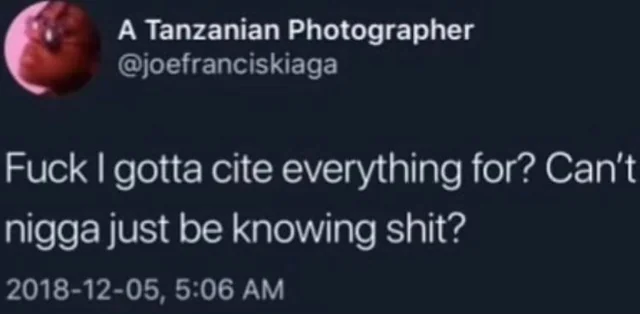 A Tanzanian Photographer
@joefranciskiaga
Fuck I gotta cite everything for? Can't
nigga just be knowing shit?
2018-12-05, 5:06 AM